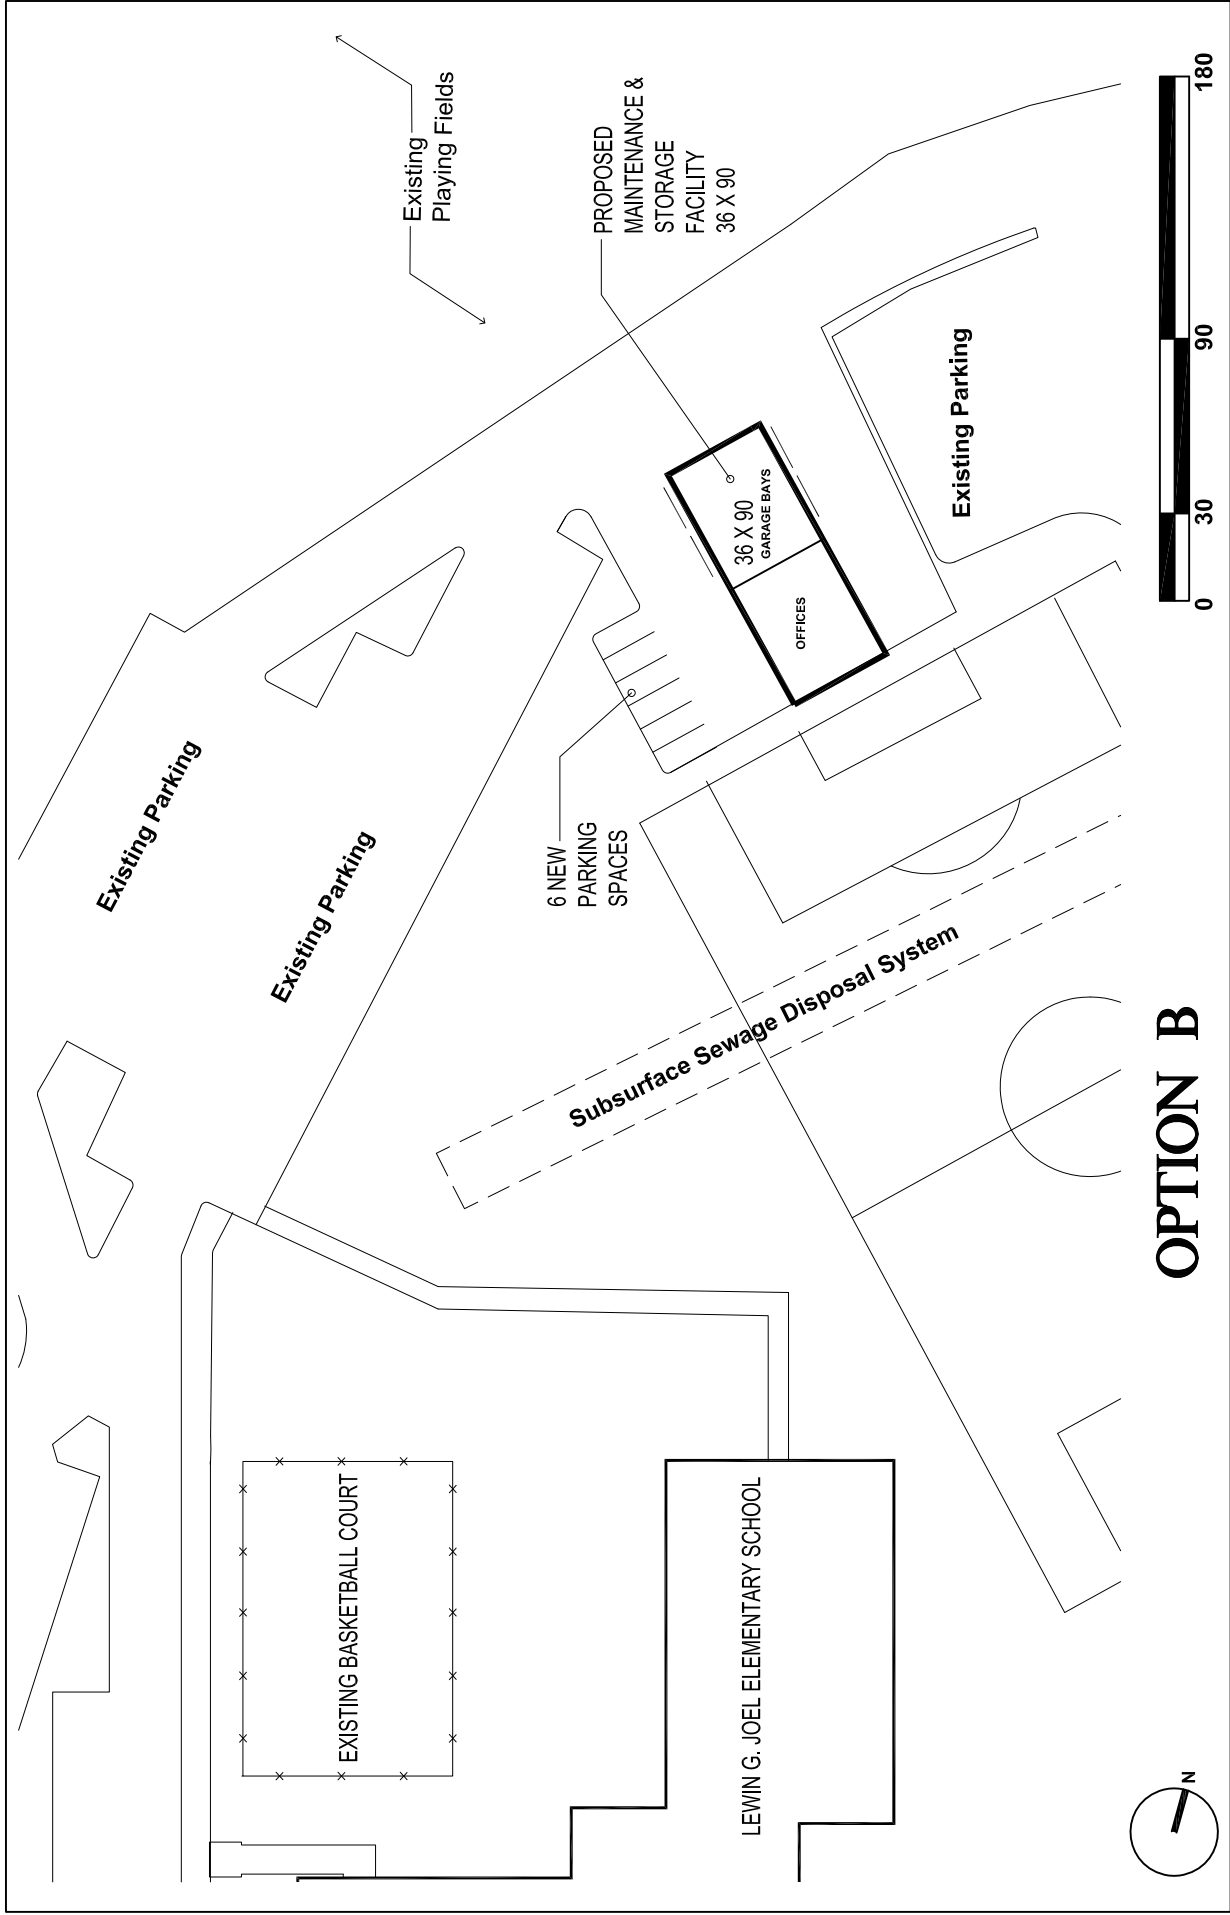 Existing
Playing Fields
PROPOSED
MAINTENANCE &
STORAGE
FACILITY
36 X 90
Existing Parking
Existing Parking
6 NEW
PARKING
SPACES
36 X 90
GARAGE BAYS
OFFICES
Existing Parking
Subsurface Sewage Disposal System
EXISTING BASKETBALL COURT
LEWIN G. JOEL ELEMENTARY SCHOOL
N
OPTION B
0 30 90 180